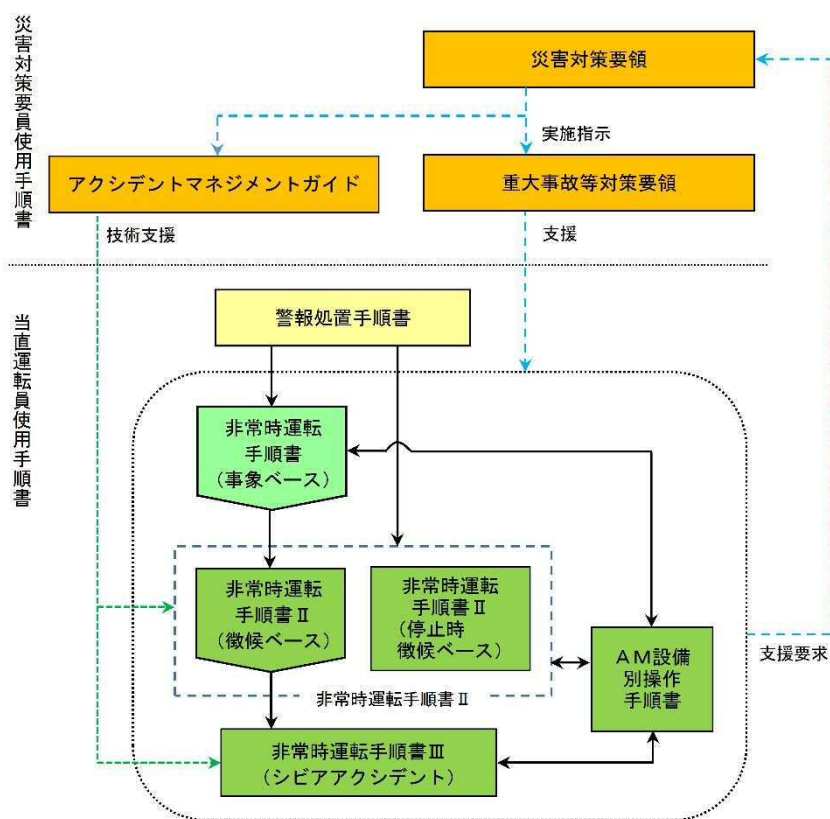 災害対策要員使用手順書
災害対策要領
実施指示
アクシデントマネジメントガイド
重大事故等対策要領
技術支援
支援
当直運転員使用手順書
警報処置手順書
非常時運転
手順書
(事象ベース)
非常時運転
手順書Ⅱ
(徴候ベース)
非常時運転
手順書Ⅱ
(停止時
徴候ベース)
非常時運転手順書Ⅱ
AM設備
別操作
手順書
支援要求
非常時運転手順書Ⅲ
(シビアアクシデント)